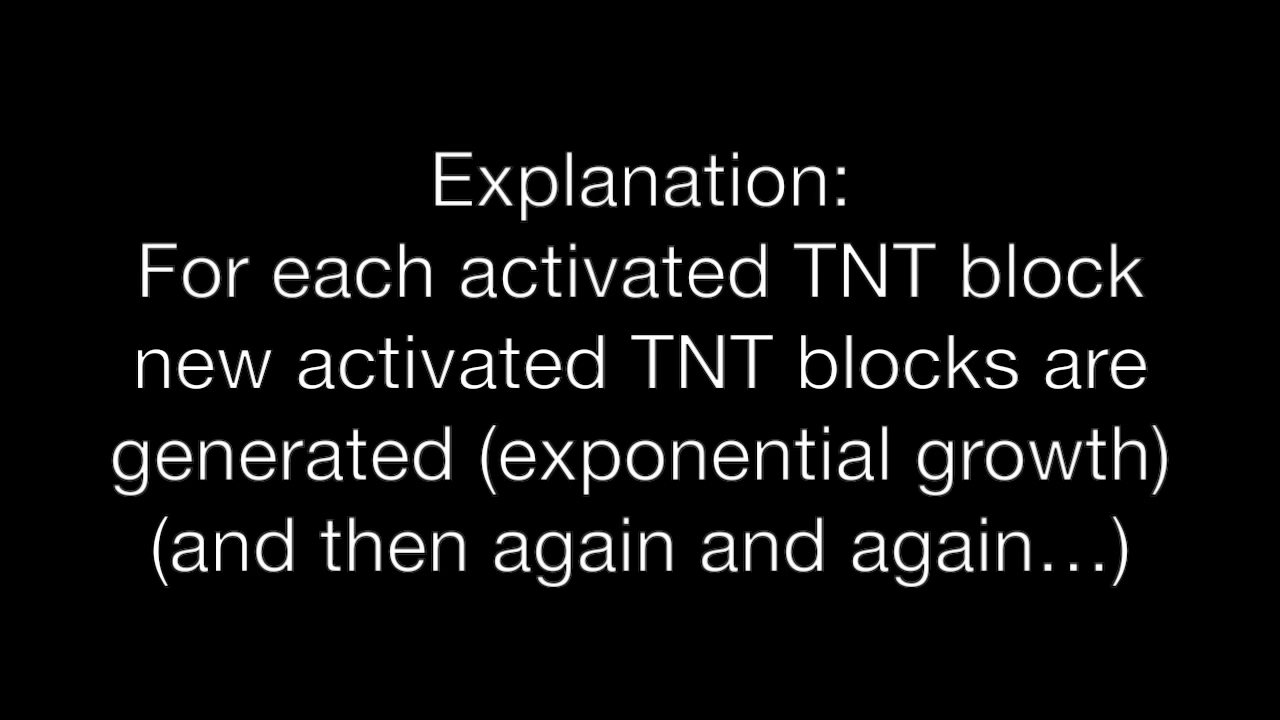 Explanation:
For each activated TNT block
new activated TNT blocks are
generated (exponential growth)
(and then again and again...)